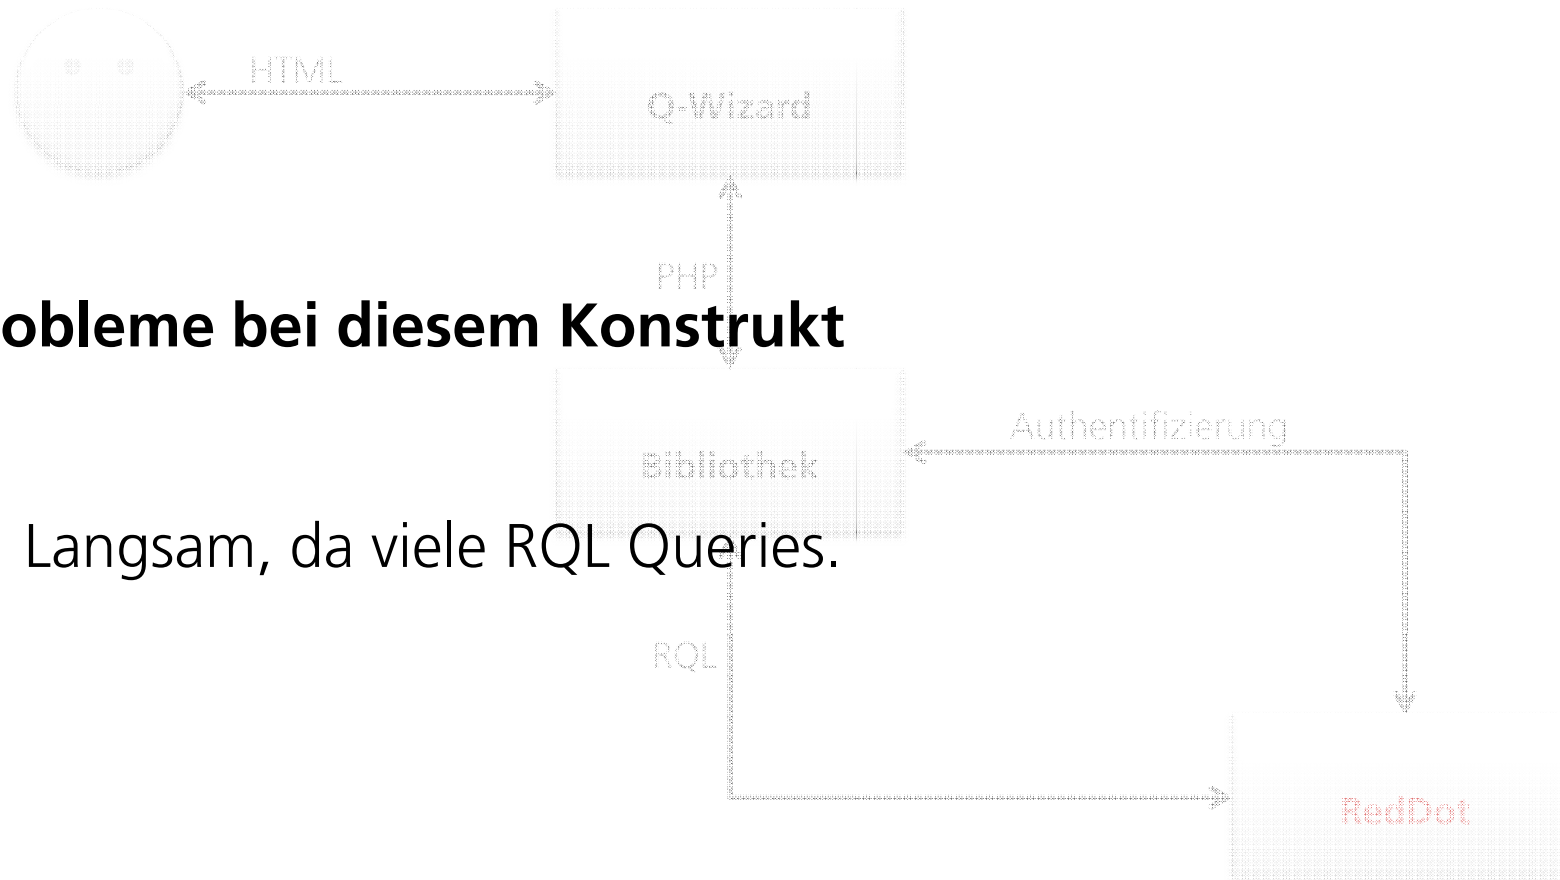 HTML
Q-Wizard
PHP
obleme bei diesem Konstrukt
Authentifizierung
Bibliothek
Langsam, da viele RQL Queries.
RQL
RedDot